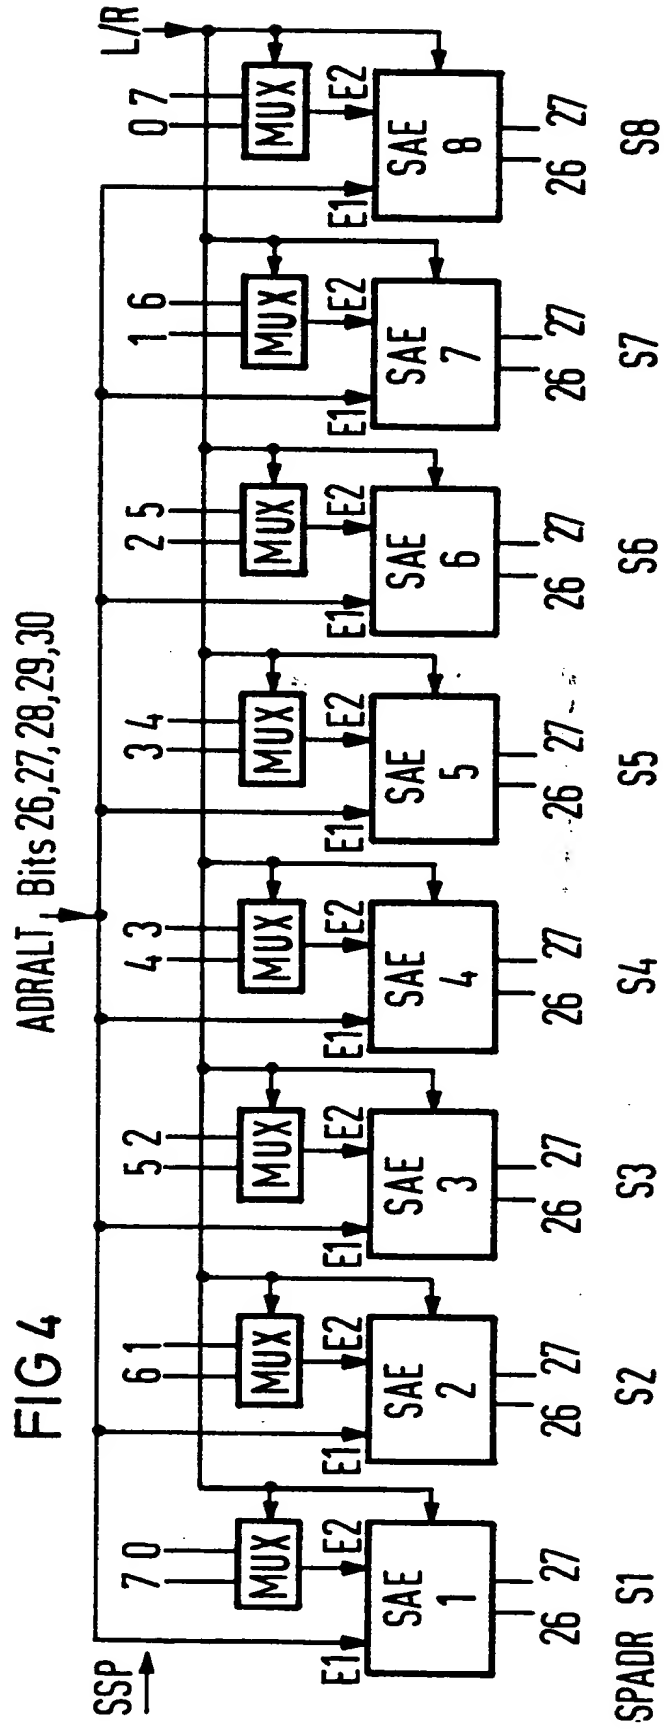 FIG 4 ADRALT, Bits 26,27,28,29,30
SSP L/R
7 0 6 1 5 2 4 3 3 4 2 5 1 6 0 7
MUX MUX MUX MUX MUX MUX MUX MUX
E1 E2 E1 E2 E1 E2 E1 E2 E1 E2 E1 E2 E1 E2 E1 E2
SAE SAE SAE SAE SAE SAE SAE SAE
1 2 3 4 5 6 7 8
26 27 26 27 26 27 26 27 26 27 26 27 26 27 26 27
SPADR S1 S2 S3 S4 S5 S6 S7 S8